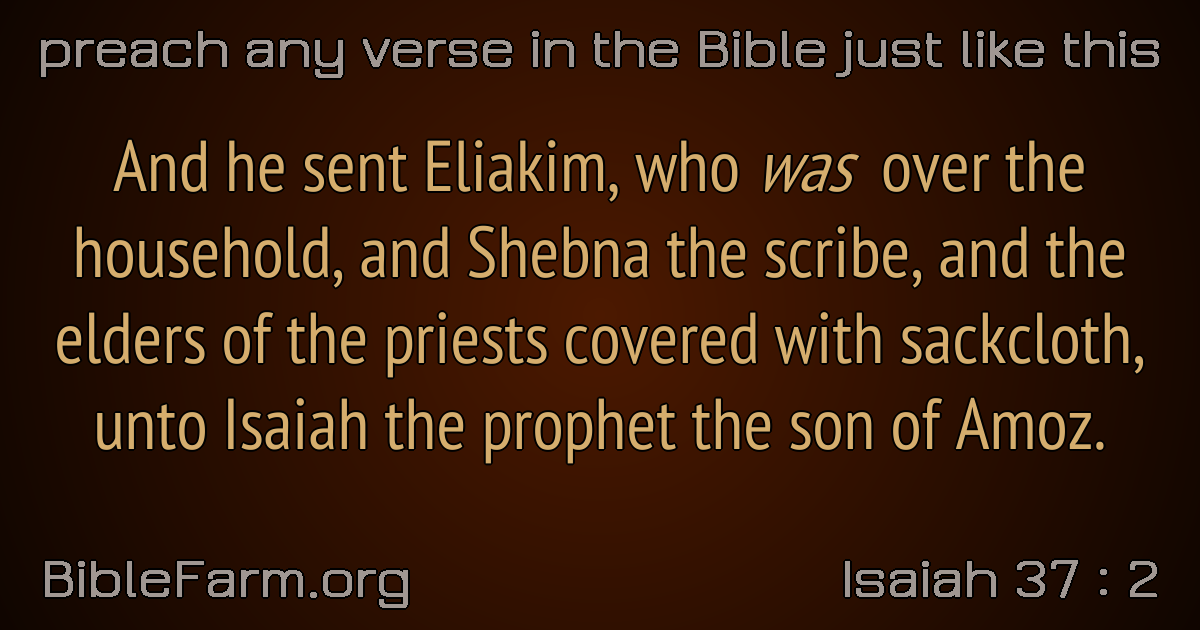 preach any verse in the Bible just like this
And he sent Eliakim, who was over the
household, and Shebna the scribe, and the
elders of the priests covered with sackcloth,
unto Isaiah the prophet the son of Amoz.
BibleFarm.org
Isaiah 37 : 2